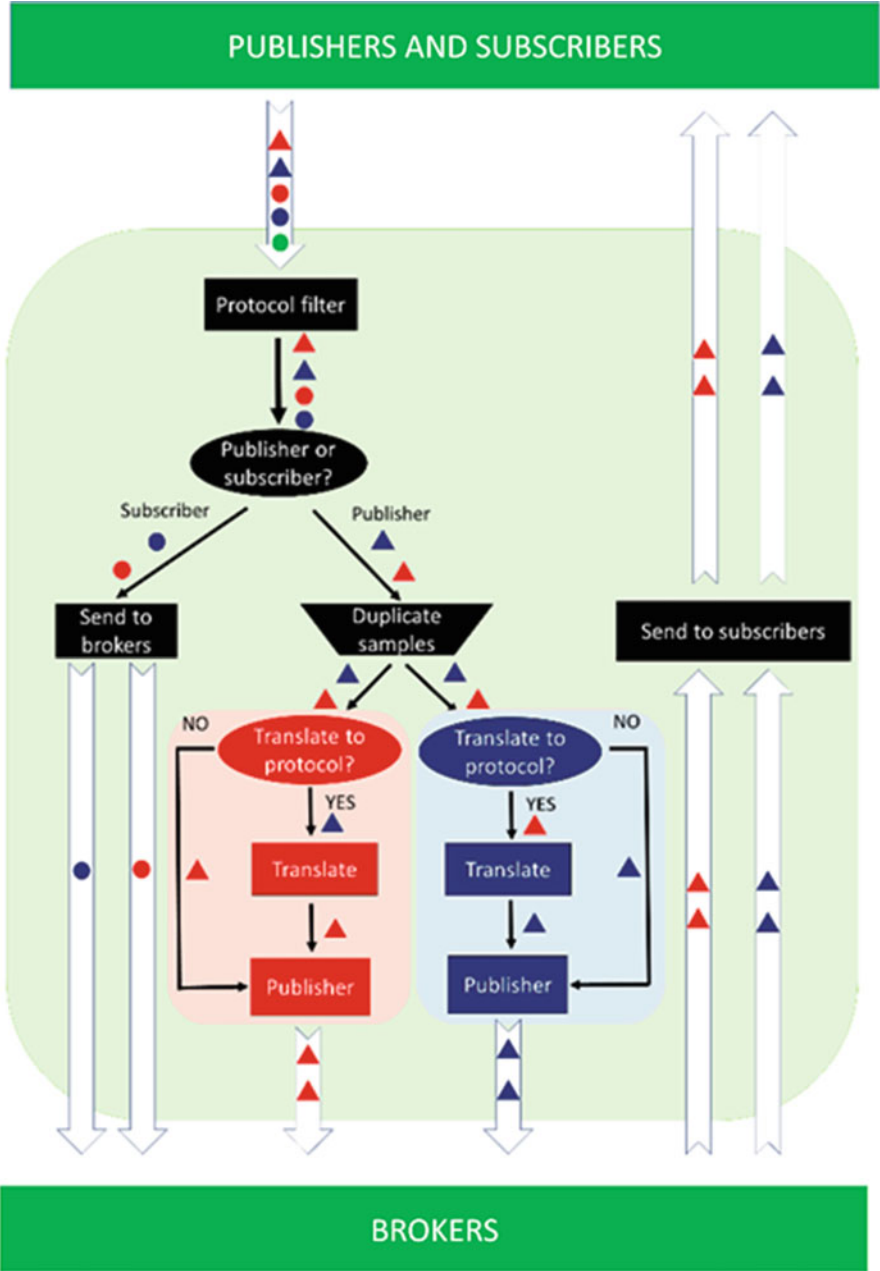 PUBLISHERS AND SUBSCRIBERS
Protocol filter
Publisher or
subscriber?
Subscriber
Publisher
Send to
brokers
Duplicate
samples
Send to subscribers
NO
Translate to
protocol?
YES
Translate
Publisher
Translate to
protocol?
NO
YES
Translate
Publisher
BROKERS